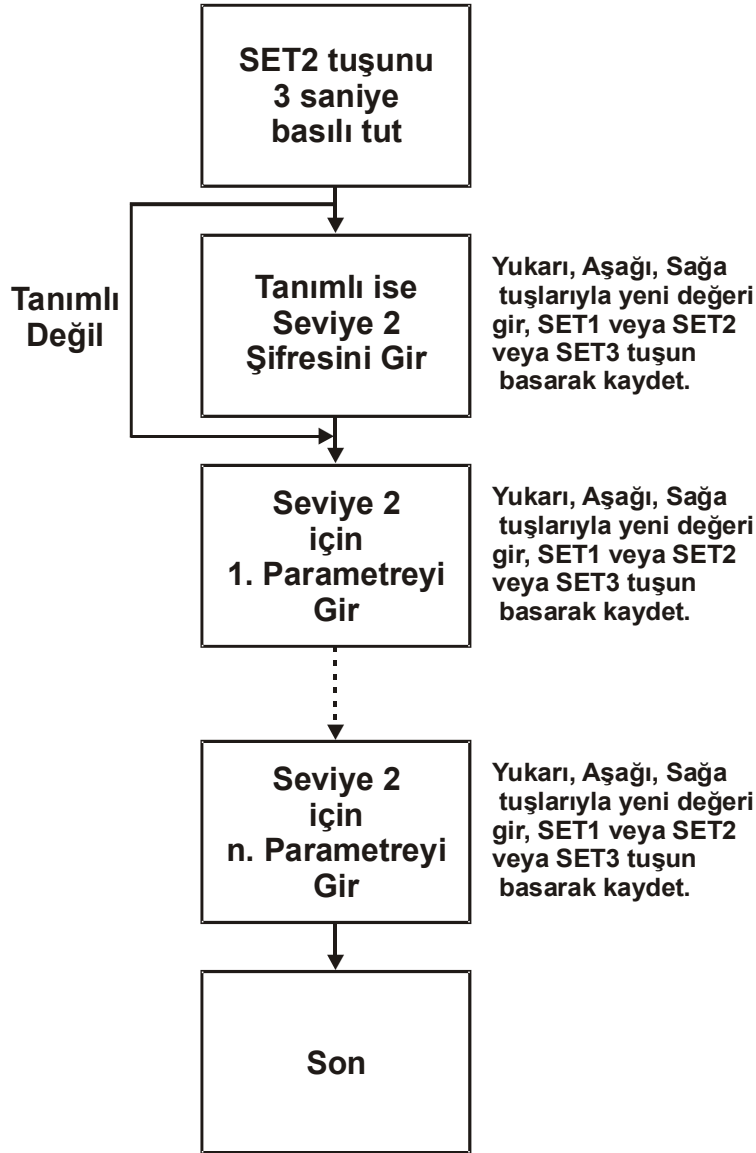 SET2 tuşunu
3 saniye
basılı tut
Tanımlı
Değil
Tanımlı ise
Seviye 2
Şifresini Gir
Yukarı, Aşağı, Sağa
tuşlarıyla yeni değeri
gir, SET1 veya SET2
veya SET3 tuşun
basarak kaydet.
Seviye 2
için
1. Parametreyi
Gir
Yukarı, Aşağı, Sağa
tuşlarıyla yeni değeri
gir, SET1 veya SET2
veya SET3 tuşun
basarak kaydet.
Seviye 2
için
n. Parametreyi
Gir
Yukarı, Aşağı, Sağa
tuşlarıyla yeni değeri
gir, SET1 veya SET2
veya SET3 tuşun
basarak kaydet.
Son